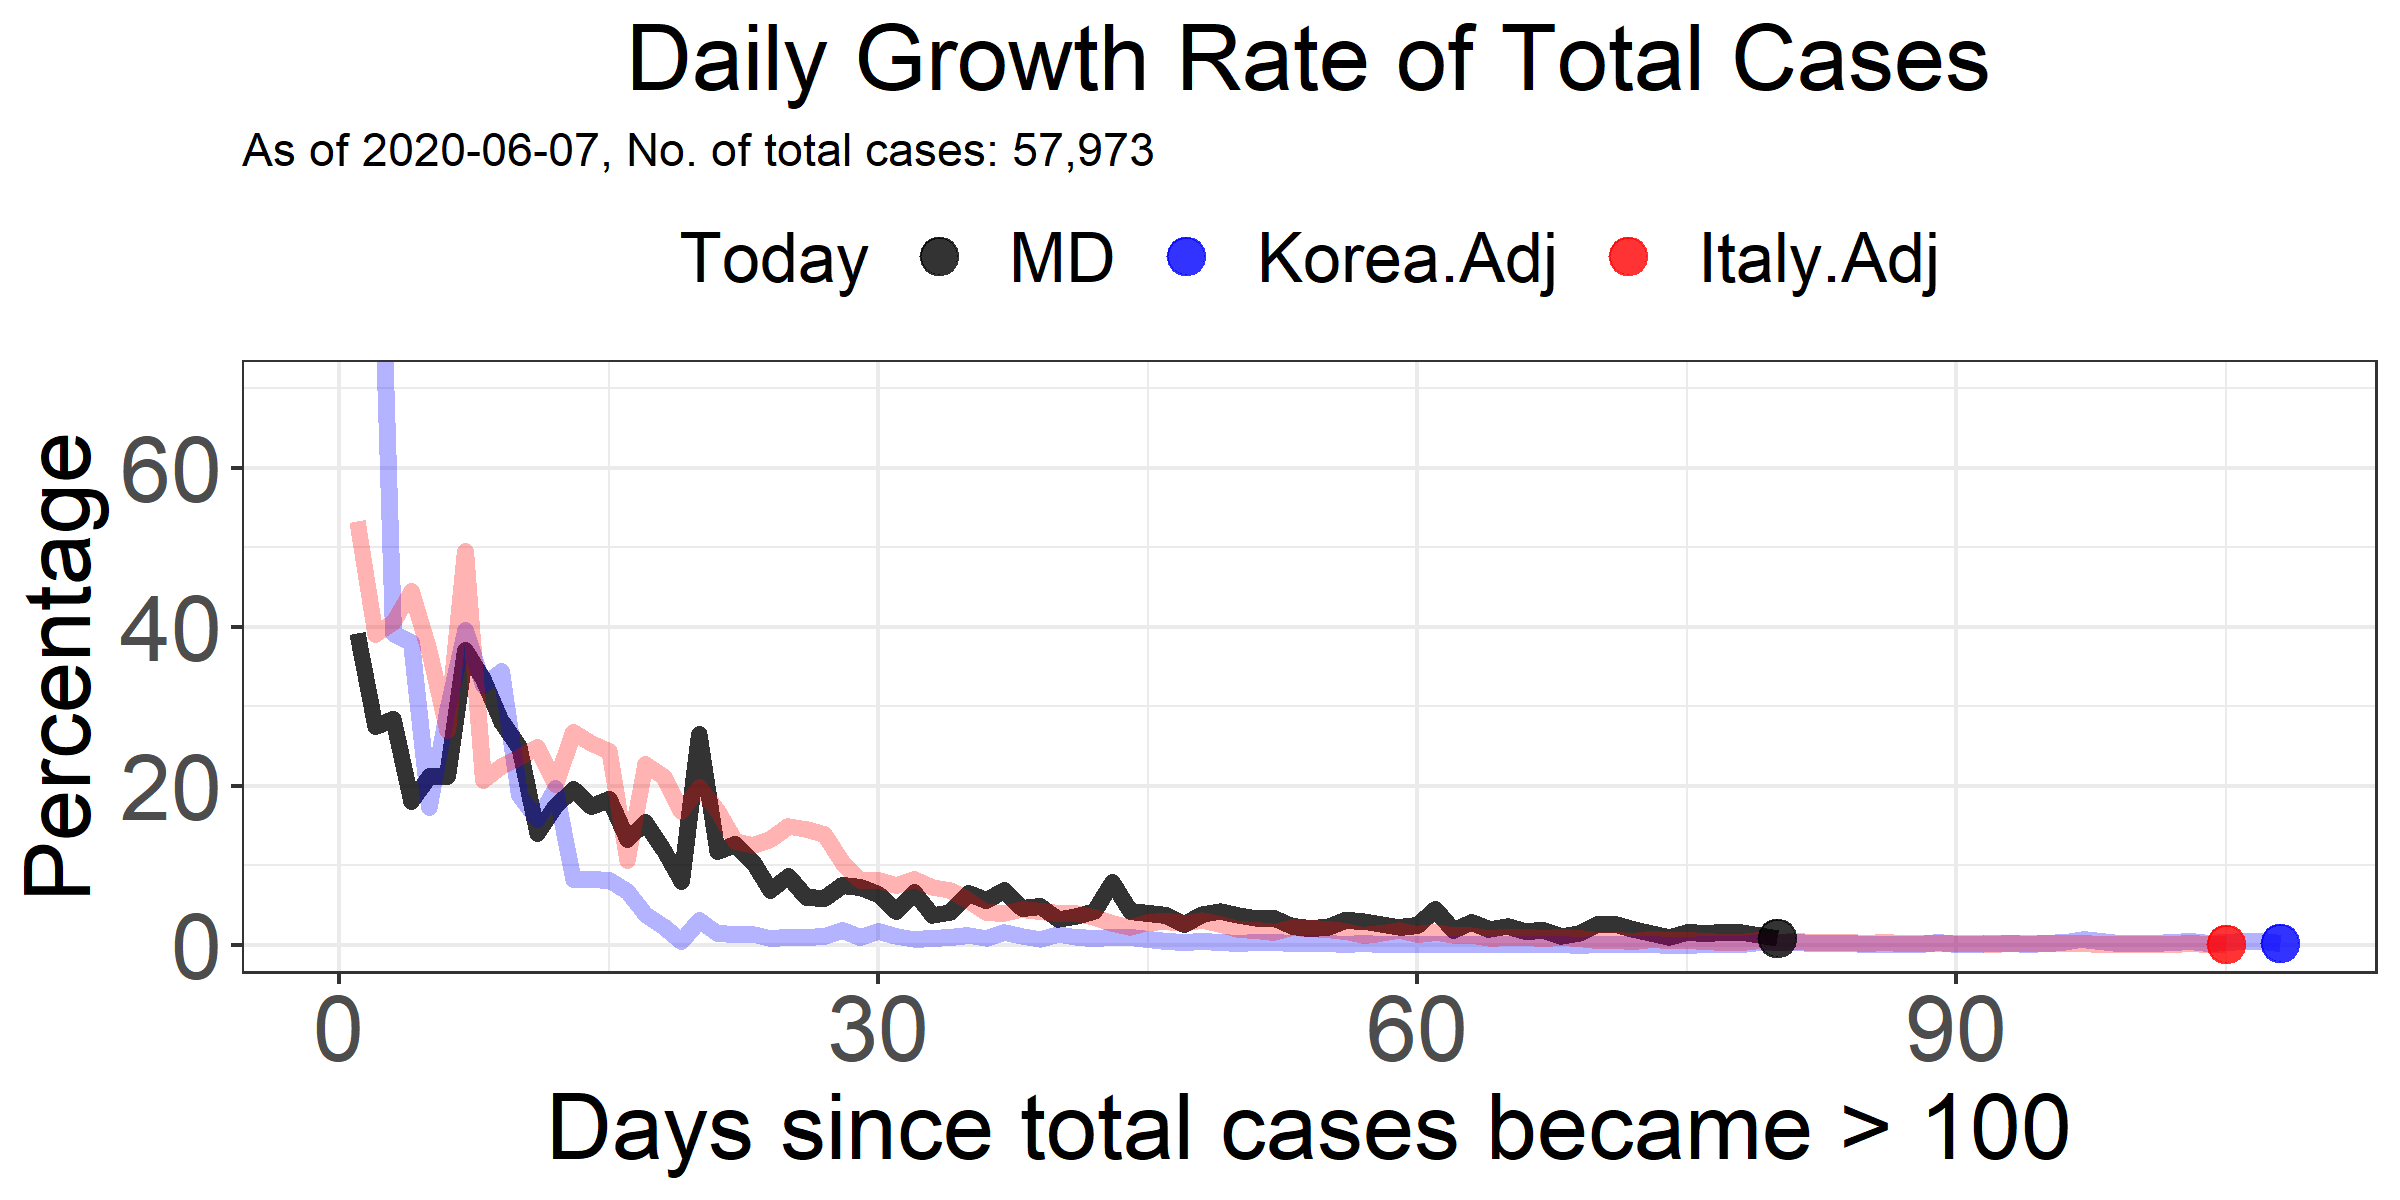 Daily Growth Rate of Total Cases
As of 2020-06-07, No. of total cases: 57,973
Today MD Korea.Adj Italy.Adj
Percentage
60
40
20
0
0 30 60 90
Days since total cases became > 100